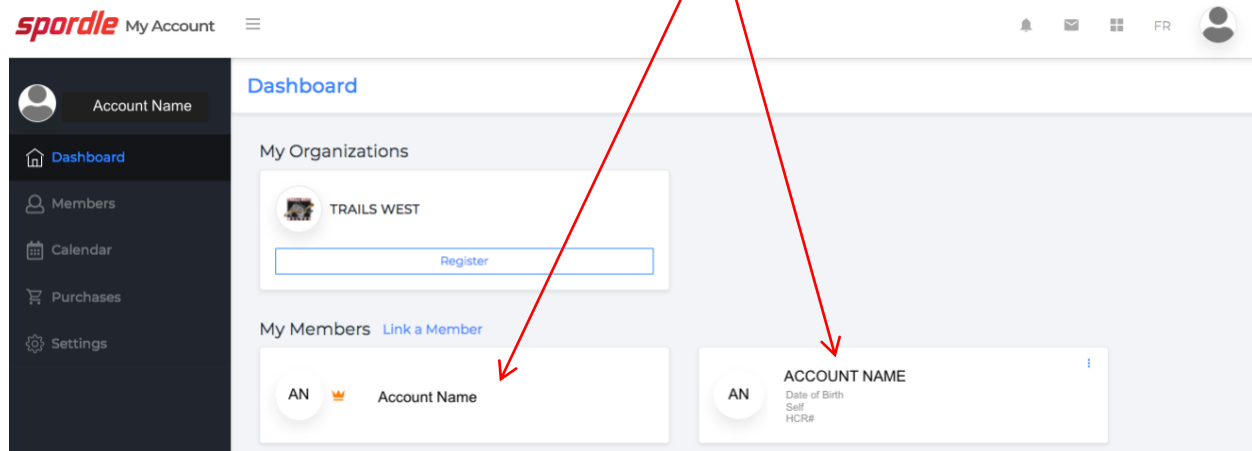 spordle My Account
FR
Account Name
Dashboard
Members
Calendar
Purchases
Settings
Dashboard
My Organizations
TRAILS WEST
Register
My Members Link a Member
AN
Account Name
AN
ACCOUNT NAME
Date of Birth
Self
HCR#